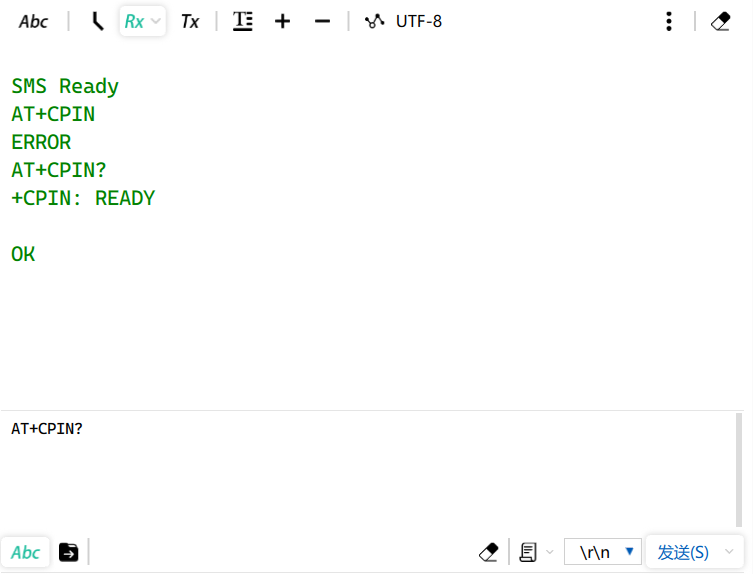 Abc Rx Tx T UTF-8
SMS Ready
AT+CPIN
ERROR
AT+CPIN?
+CPIN: READY
OK
AT+CPIN?
Abc \r\n 发送(S)